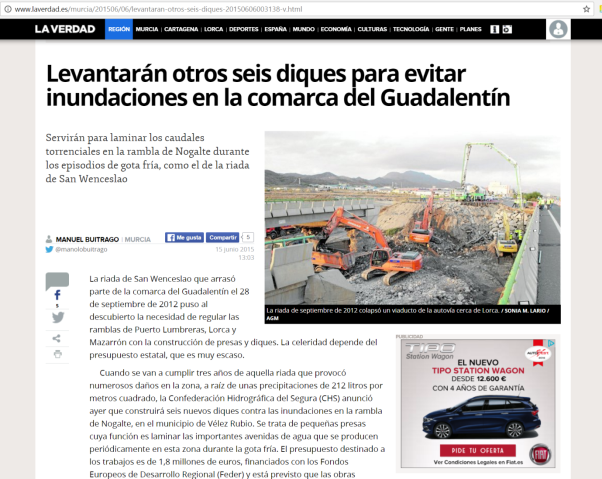 www.laverdad.es/murcia/201506/06/levantaran-otros-seis-diques-20150606003138-v.html
LA VERDAD REGIÓN MURCIA | CARTAGENA | LORCA | DEPORTES | ESPAÑA | MUNDO | ECONOMÍA | CULTURAS | TECNOLOGÍA | GENTE | PLANES
Levantarán otros seis diques para evitar
inundaciones en la comarca del Guadalentín
Servirán para laminar los caudales
torrenciales en la rambla de Nogalte durante
los episodios de gota fría, como el de la riada
de San Wenceslao
MANUEL BUITRAGO | MURCIA
@manolobuitrago
Me gusta Compartir 5
15 junio 2015
13:03
La riada de septiembre de 2012 colapsó un viaducto de la autovía cerca de Lorca. / SONIA M. LARIO /
AGM
5
La riada de San Wenceslao que arrasó
parte de la comarca del Guadalentín el 28
de septiembre de 2012 puso al
descubierto la necesidad de regular las
ramblas de Puerto Lumbreras, Lorca y
Mazarrón con la construcción de presas y diques. La celeridad depende del
presupuesto estatal, que es muy escaso.
Cuando se van a cumplir tres años de aquella riada que provocó
numerosos daños en la zona, a raíz de unas precipitaciones de 212 litros por
metros cuadrado, la Confederación Hidrográfica del Segura (CHS) anunció
ayer que construirá seis nuevos diques contra las inundaciones en la rambla
de Nogalte, en el municipio de Vélez Rubio. Se trata de pequeñas presas
cuya función es laminar las importantes avenidas de agua que se producen
periódicamente en esta zona durante la gota fría. El presupuesto destinado a
los trabajos es de 1,8 millones de euros, financiados con los Fondos
Europeos de Desarrollo Regional (Feder) y está previsto que las obras
PUBLICIDAD
TIPO
Station Wagon
EL NUEVO
TIPO STATION WAGON
DESDE 12.600 €
CON 4 AÑOS DE GARANTÍA
PIDE TU OFERTA
Ver Condiciones Legales en Fiat.es
FIAT